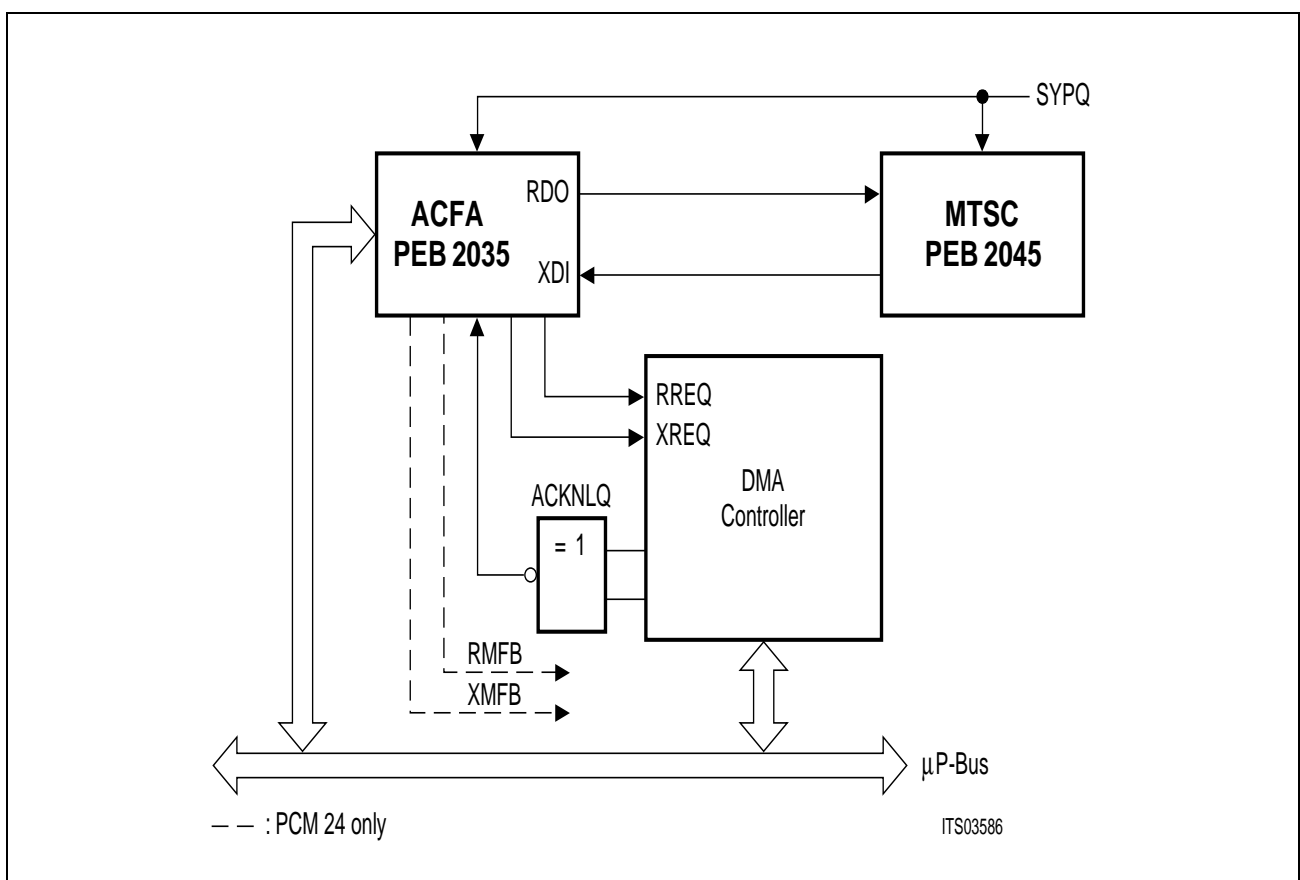 SYPQ
ACFA
PEB 2035
RDO
XDI
MTSC
PEB 2045
RREQ
XREQ
DMA
Controller
ACKNLQ
= 1
RMFB
XMFB
µP-Bus
— — : PCM 24 only
ITS03586